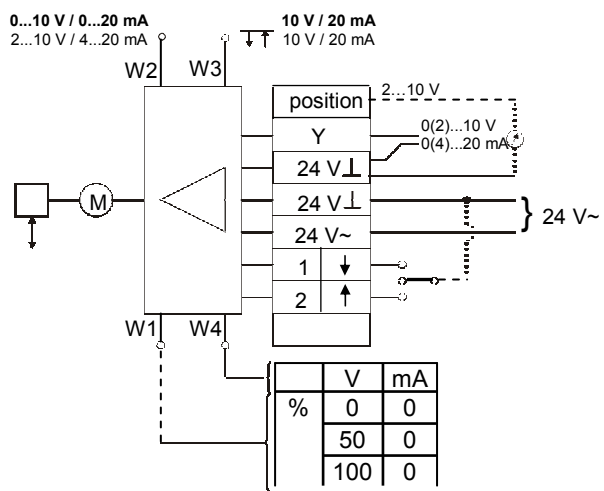 0...10 V / 0...20 mA
2...10 V / 4...20 mA
10 V / 20 mA
10 V / 20 mA
W2
W3
position
2...10 V
Y
0(2)...10 V
24 V⊥
0(4)...20 mA
24 V⊥
24 V~
24 V~
M
1 ↓
2 ↑
W1
W4
V mA
% 0 0
50 0
100 0